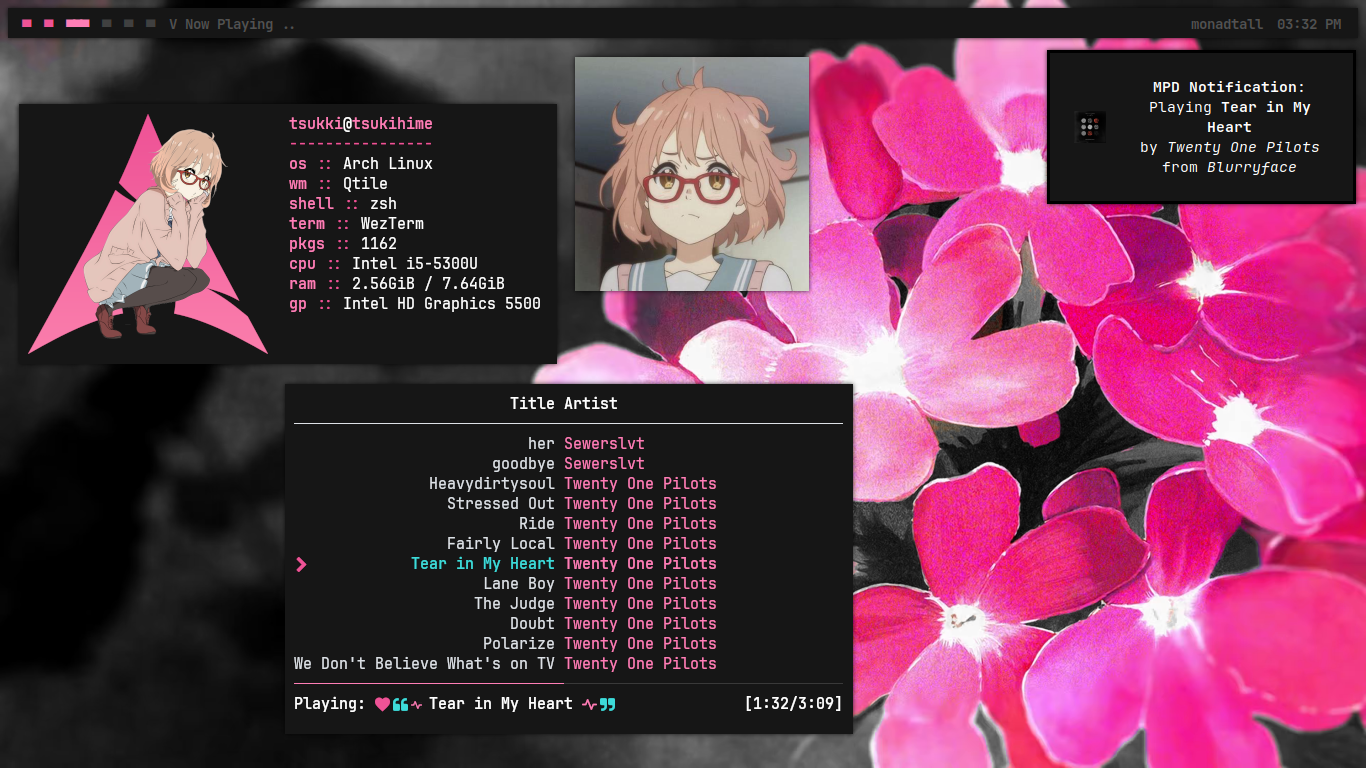 V Now Playing ..
monadtall 03:32 PM
tsukki@tsukihime
----------------
os :: Arch Linux
wm :: Qtile
shell :: zsh
term :: WezTerm
pkgs :: 1162
cpu :: Intel i5-5300U
ram :: 2.56GiB / 7.64GiB
gp :: Intel HD Graphics 5500
MPD Notification:
Playing Tear in My
Heart
by Twenty One Pilots
from Blurryface
Title Artist
her Sewerslvt
goodbye Sewerslvt
Heavydirtysoul Twenty One Pilots
Stressed Out Twenty One Pilots
Ride Twenty One Pilots
Fairly Local Twenty One Pilots
Tear in My Heart Twenty One Pilots
Lane Boy Twenty One Pilots
The Judge Twenty One Pilots
Doubt Twenty One Pilots
Polarize Twenty One Pilots
We Don't Believe What's on TV Twenty One Pilots
Playing: Tear in My Heart [1:32/3:09]